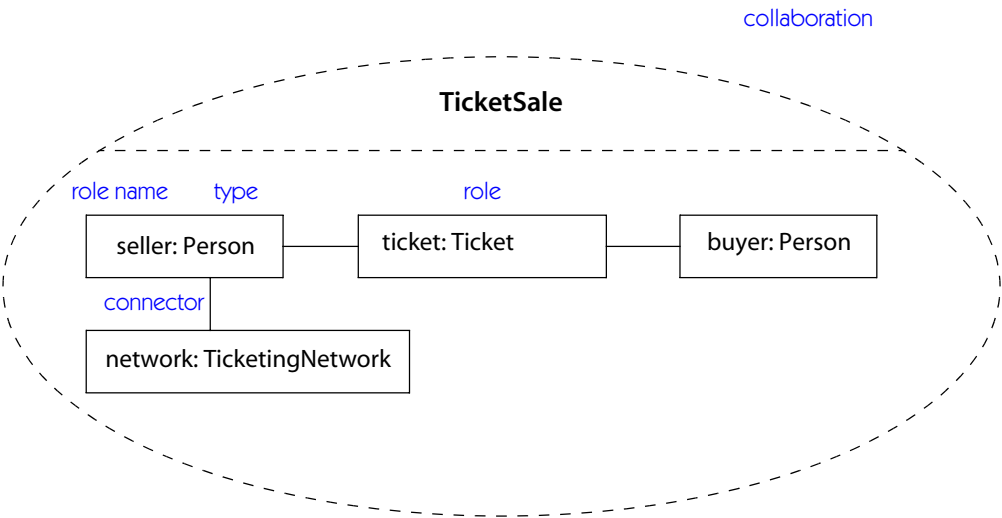 collaboration
TicketSale
role name
type
role
seller: Person
ticket: Ticket
buyer: Person
connector
network: TicketingNetwork